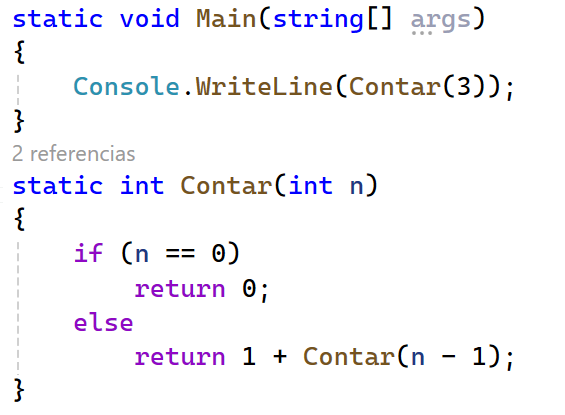 static void Main(string[] args)
{
    Console.WriteLine(Contar(3));
}
2 referencias
static int Contar(int n)
{
    if (n == 0)
        return 0;
    else
        return 1 + Contar(n - 1);
}